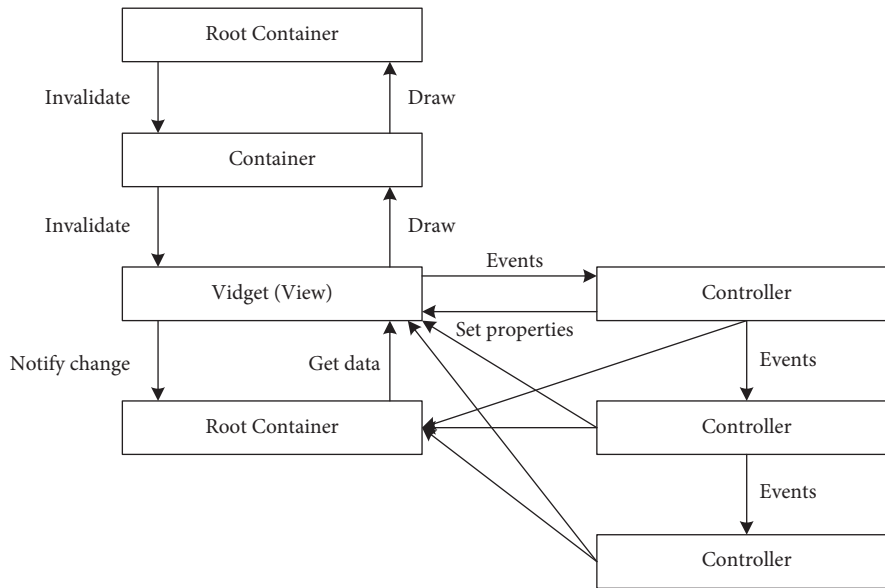 Root Container
Invalidate
Draw
Container
Invalidate
Draw
Events
Vidget (View)
Controller
Set properties
Notify change
Get data
Events
Root Container
Controller
Events
Controller